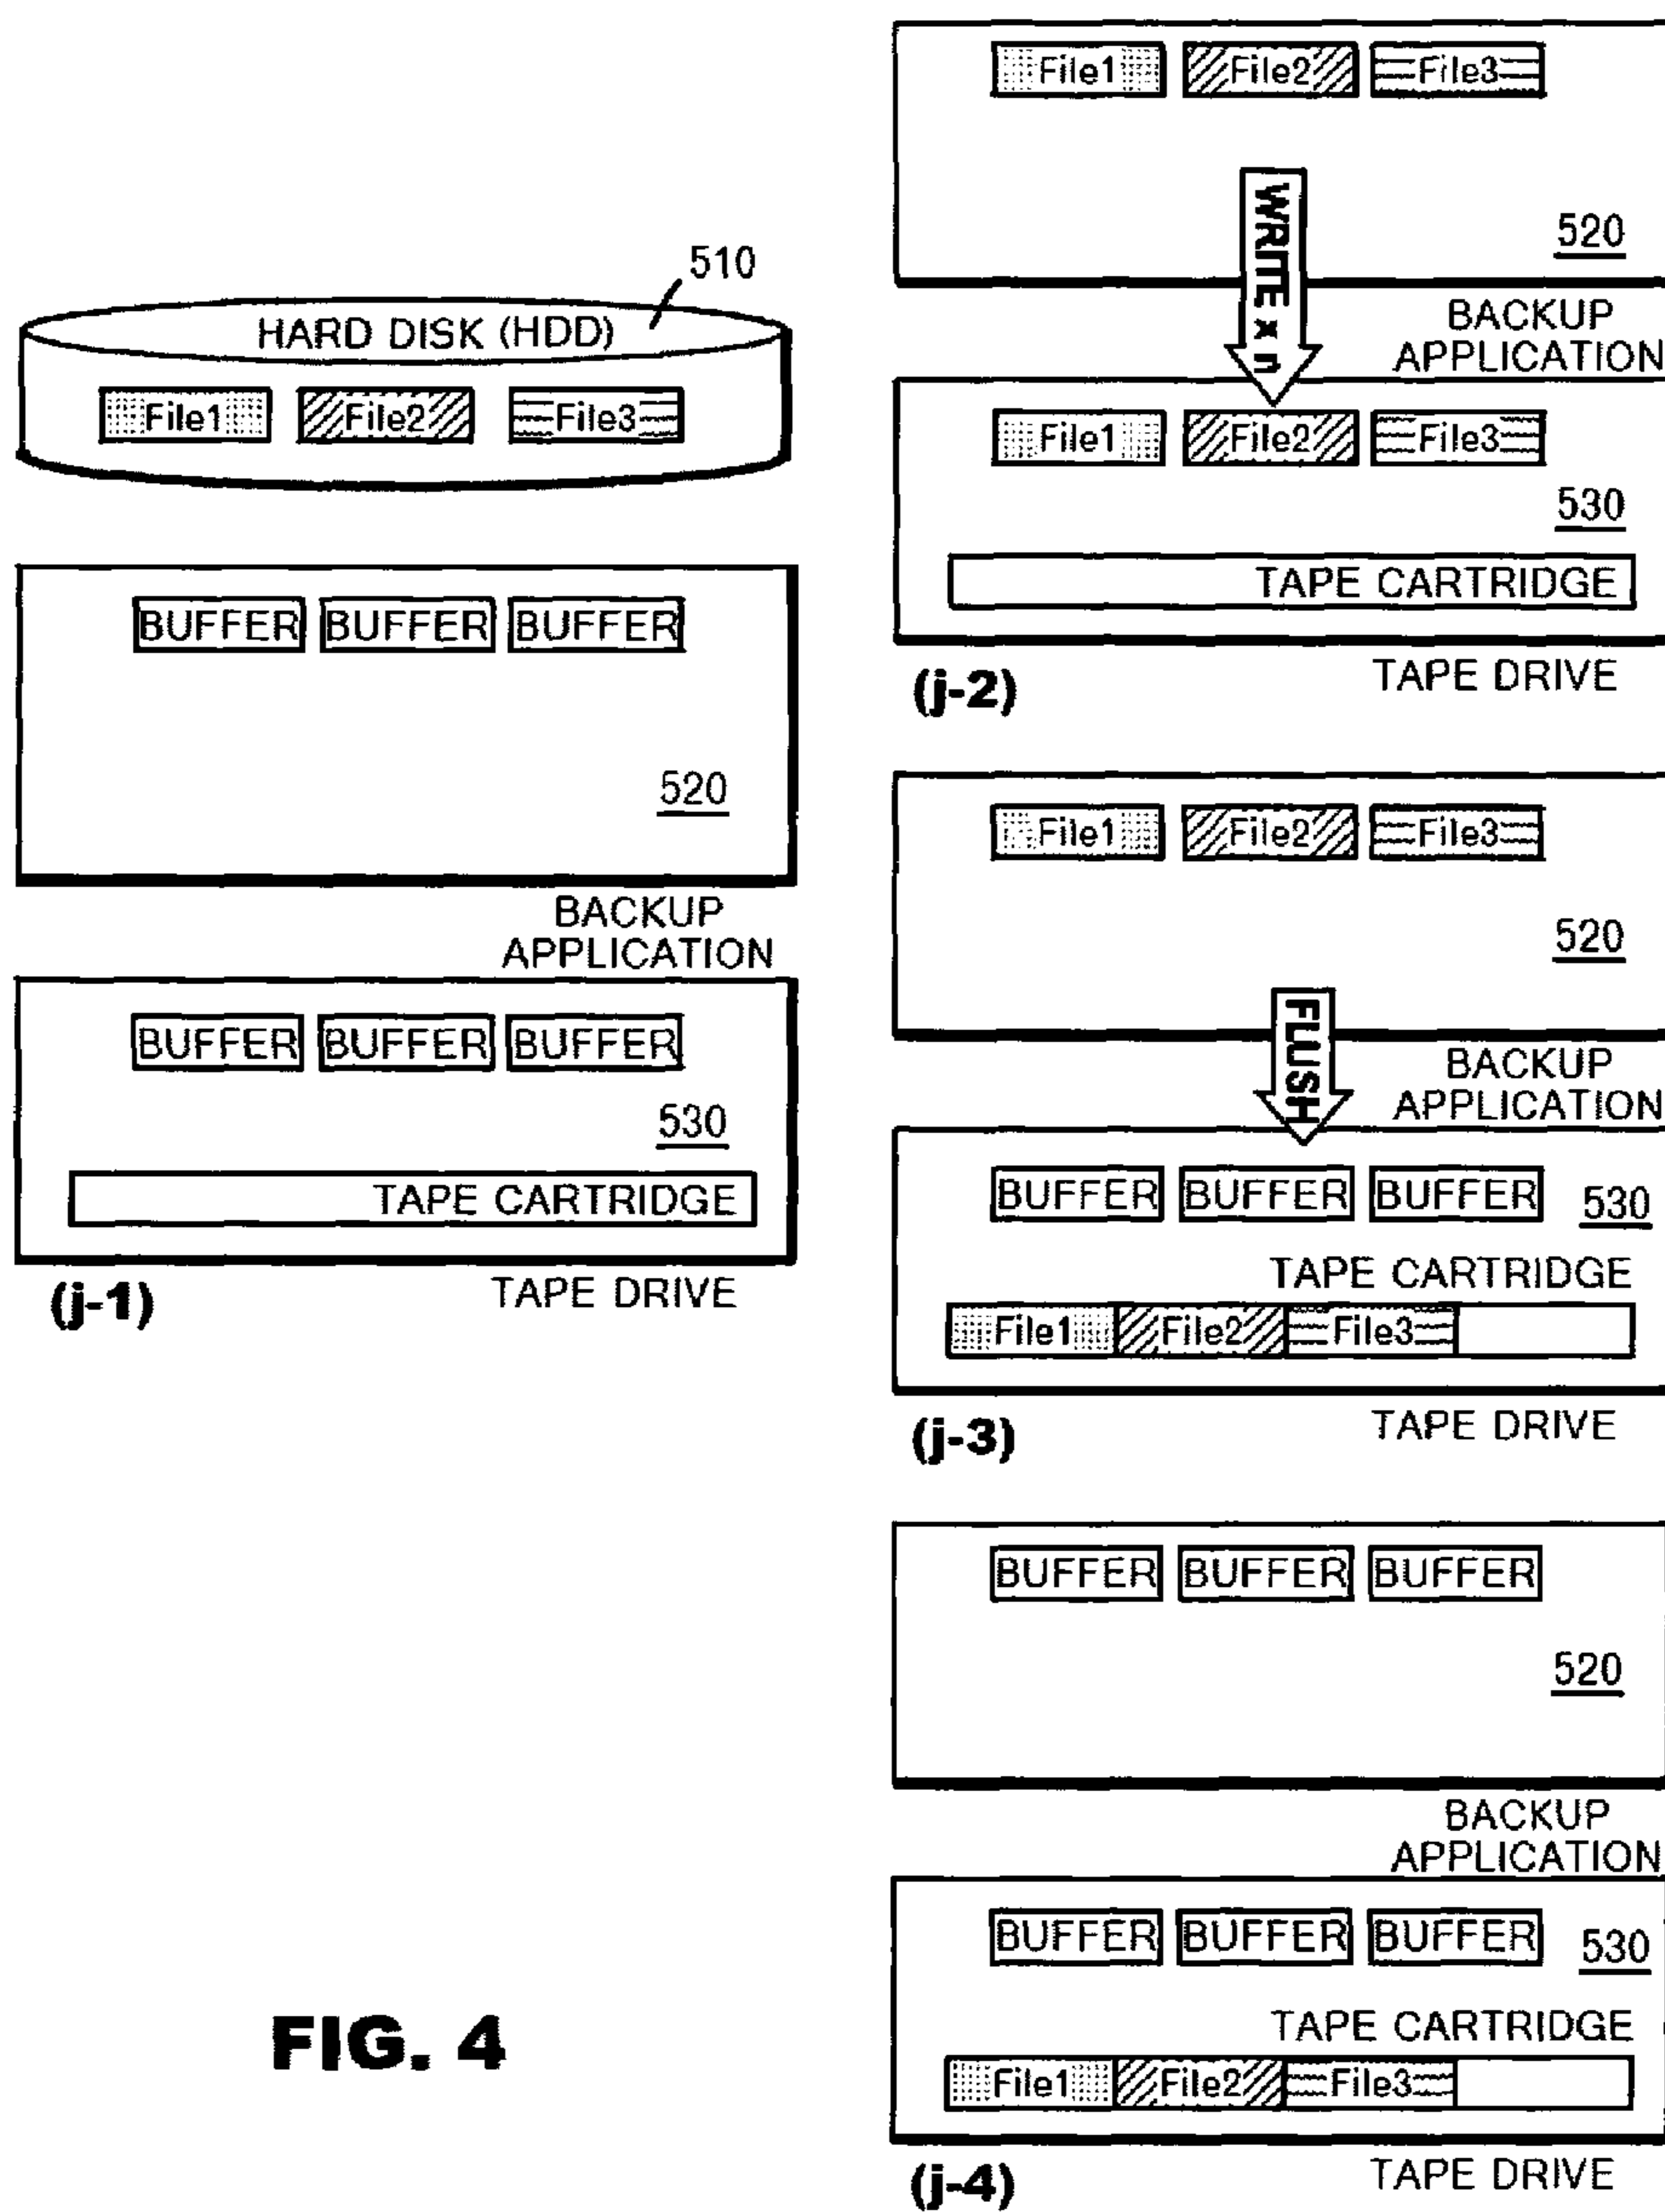 510
HARD DISK (HDD)
File1 File2 File3
BUFFER BUFFER BUFFER
520
BACKUP
APPLICATION
BUFFER BUFFER BUFFER
530
TAPE CARTRIDGE
(j-1) TAPE DRIVE
File1 File2 File3
WRITE x n
520
BACKUP
APPLICATION
File1 File2 File3
530
TAPE CARTRIDGE
(j-2) TAPE DRIVE
File1 File2 File3
520
FLUSH
BACKUP
APPLICATION
BUFFER BUFFER BUFFER 530
TAPE CARTRIDGE
File1 File2 File3
(j-3) TAPE DRIVE
BUFFER BUFFER BUFFER
520
BACKUP
APPLICATION
BUFFER BUFFER BUFFER 530
TAPE CARTRIDGE
File1 File2 File3
(j-4) TAPE DRIVE
FIG. 4